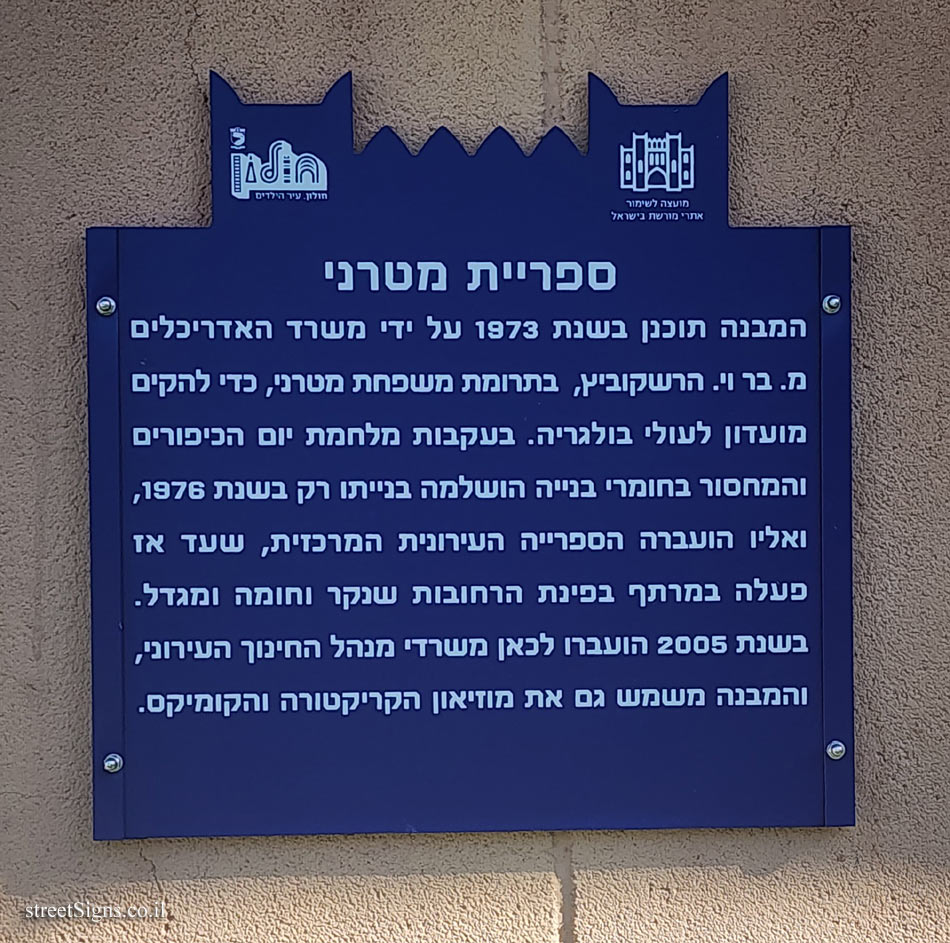 חולון
חולון. עיר הילדים
מועצה לשימור
אתרי מורשת בישראל
ספריית מטרני
המבנה תוכנן בשנת 1973 על ידי משרד האדריכלים
מ. בר וי. הרשקוביץ, בתרומת משפחת מטרני, כדי להקים
מועדון לעולי בולגריה. בעקבות מלחמת יום הכיפורים
והמחסור בחומרי בנייה הושלמה בנייתו רק בשנת 1976,
ואליו הועברה הספרייה העירונית המרכזית, שעד אז
פעלה במרתף בפינת הרחובות שנקר וחומה ומגדל.
בשנת 2005 הועברו לכאן משרדי מנהל החינוך העירוני,
והמבנה משמש גם את מוזיאון הקריקטורה והקומיקס.
streetSigns.co.il